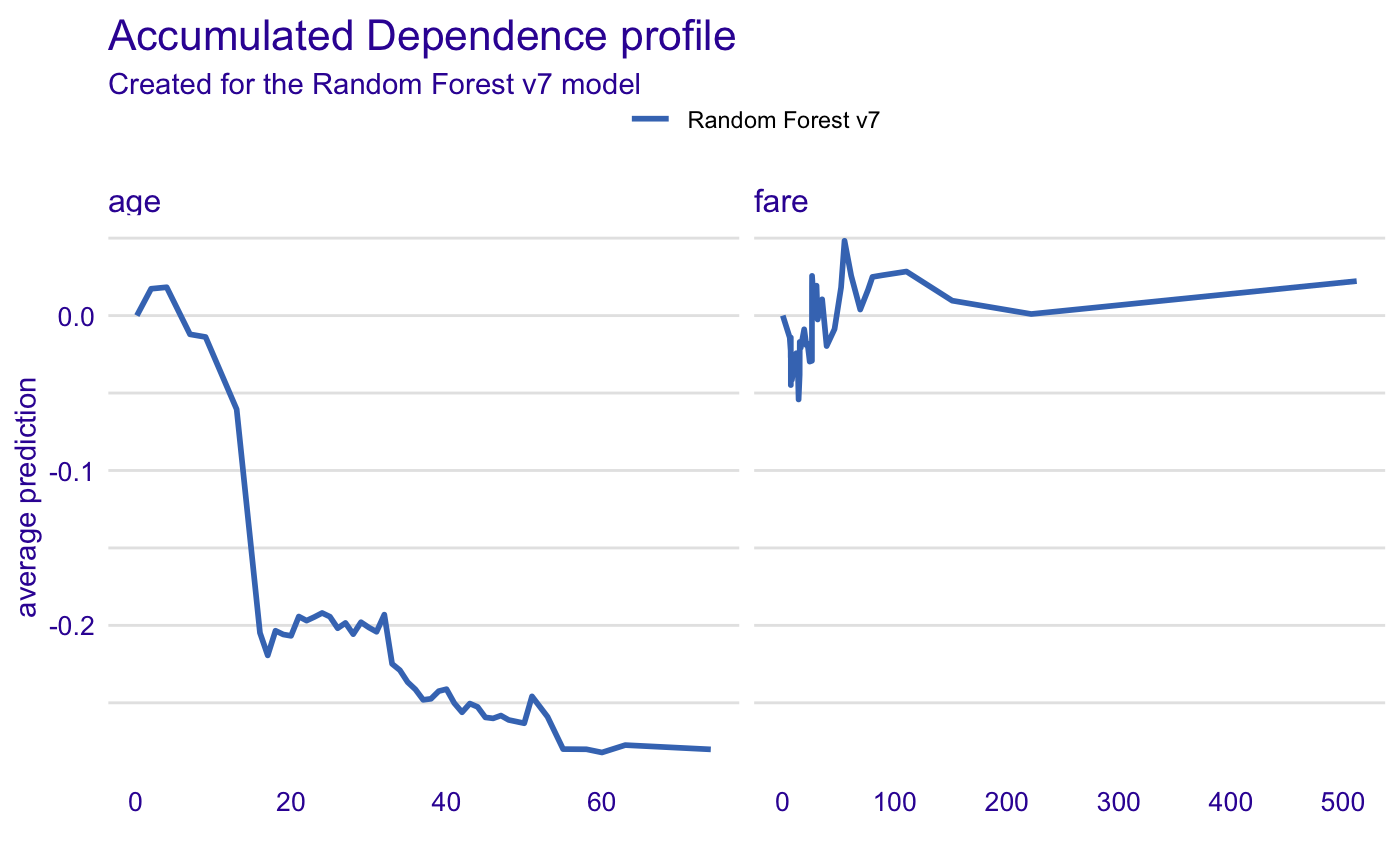 Accumulated Dependence profile
Created for the Random Forest v7 model
Random Forest v7
age
fare
average prediction
0.0
-0.1
-0.2
0 20 40 60
0 100 200 300 400 500